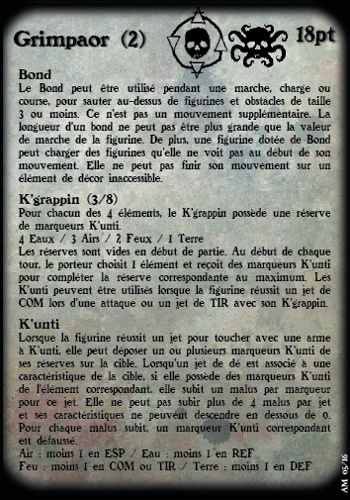 Grimpaor (2)
18pt
Bond
Le Bond peut être utilisé pendant une marche, charge ou
course, pour sauter au-dessus de figurines et obstacles de taille
3 ou moins. Ce n'est pas un mouvement supplémentaire. La
longueur d'un bond ne peut pas être plus grande que la valeur
de marche de la figurine. De plus, une figurine dotée de Bond
peut charger des figurines qu'elle ne voit pas au début de son
mouvement. Elle ne peut pas finir son mouvement sur un
élément de décor inaccessible.
K'grappin (3/8)
Pour chacun des 4 éléments, le K'grappin possède une réserve
de marqueurs K'unti.
4 Eaux / 3 Airs / 2 Feux / 1 Terre
Les réserves sont vides en début de partie. Au début de chaque
tour, le porteur choisit 1 élément et reçoit des marqueurs K'unti
pour compléter la réserve correspondante au maximum. Les
K'unti peuvent être utilisés lorsque la figurine réussit un jet de
COM lors d'une attaque ou un jet de TIR avec son K'grappin.
K'unti
Lorsque la figurine réussit un jet pour toucher avec une arme
à K'unti, elle peut déposer un ou plusieurs marqueurs K'unti de
ses réserves sur la cible. Lorsqu'un jet de dé est associé à une
caractéristique de la cible, si elle possède des marqueurs K'unti
de l'élément correspondant, elle subit un malus par marqueur
pour ce jet. Elle ne peut pas subir plus de 4 malus par jet
et ses caractéristiques ne peuvent descendre en dessous de 0.
Pour chaque malus subit, un marqueur K'unti correspondant
est défaussé.
Air : moins 1 en ESP / Eau : moins 1 en REF
Feu : moins 1 en COM ou TIR / Terre : moins 1 en DEF
AM 05/16